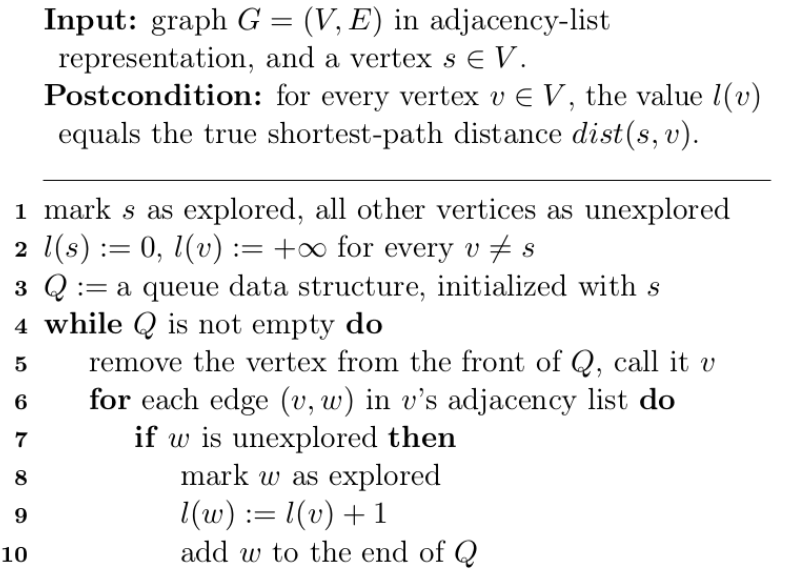 Input: graph G = (V, E) in adjacency-list
representation, and a vertex s ∈ V.
Postcondition: for every vertex v ∈ V, the value l(v)
equals the true shortest-path distance dist(s, v).
1 mark s as explored, all other vertices as unexplored
2 l(s) := 0, l(v) := +∞ for every v ≠ s
3 Q := a queue data structure, initialized with s
4 while Q is not empty do
5 remove the vertex from the front of Q, call it v
6 for each edge (v, w) in v's adjacency list do
7 if w is unexplored then
8 mark w as explored
9 l(w) := l(v) + 1
10 add w to the end of Q